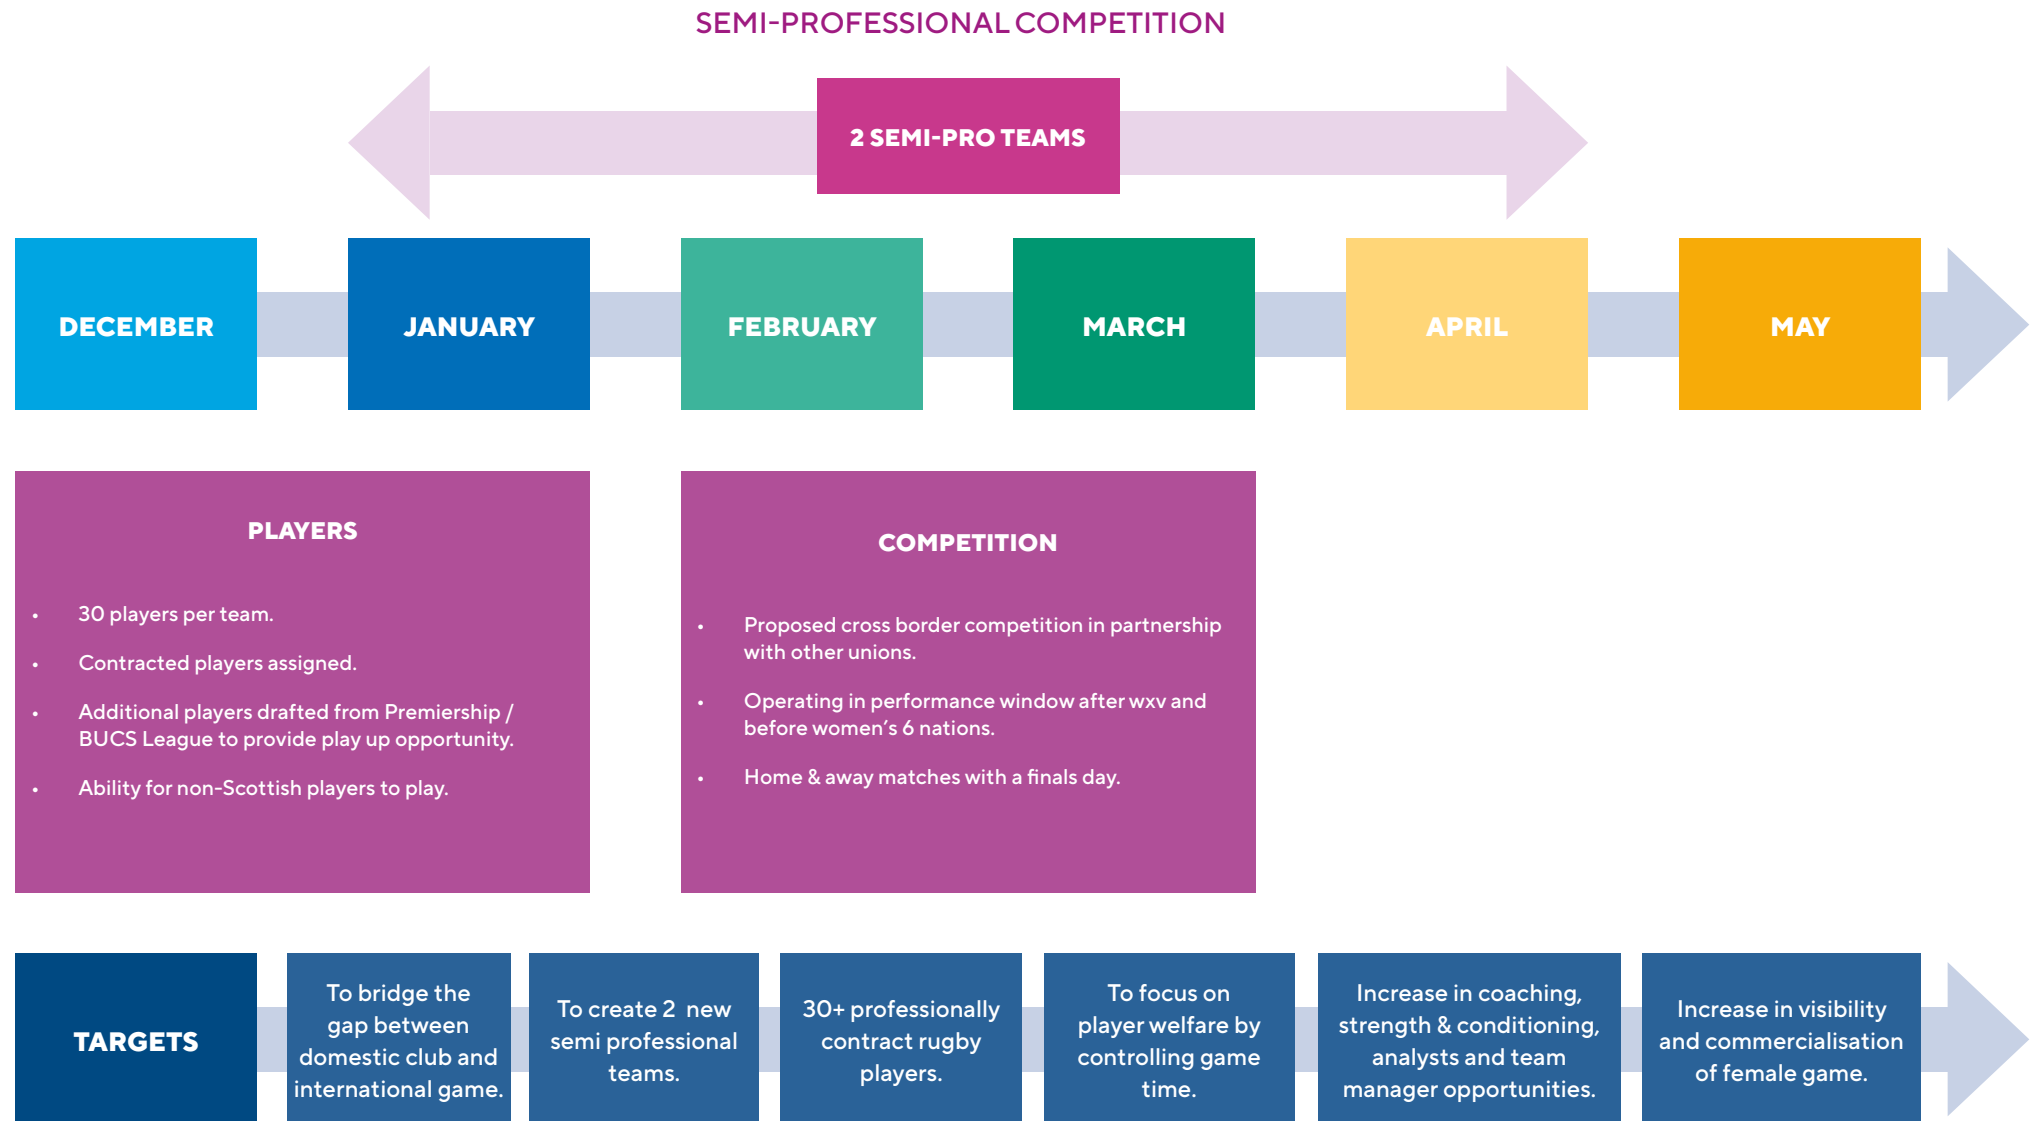 SEMI-PROFESSIONAL COMPETITION
2 SEMI-PRO TEAMS
DECEMBER
JANUARY
FEBRUARY
MARCH
APRIL
MAY
PLAYERS
• 30 players per team.
• Contracted players assigned.
• Additional players drafted from Premiership /
BUCS League to provide play up opportunity.
• Ability for non-Scottish players to play.
COMPETITION
• Proposed cross border competition in partnership
with other unions.
• Operating in performance window after wxv and
before women's 6 nations.
• Home & away matches with a finals day.
TARGETS
To bridge the
gap between
domestic club and
international game.
To create 2 new
semi professional
teams.
30+ professionally
contract rugby
players.
To focus on
player welfare by
controlling game
time.
Increase in coaching,
strength & conditioning,
analysts and team
manager opportunities.
Increase in visibility
and commercialisation
of female game.